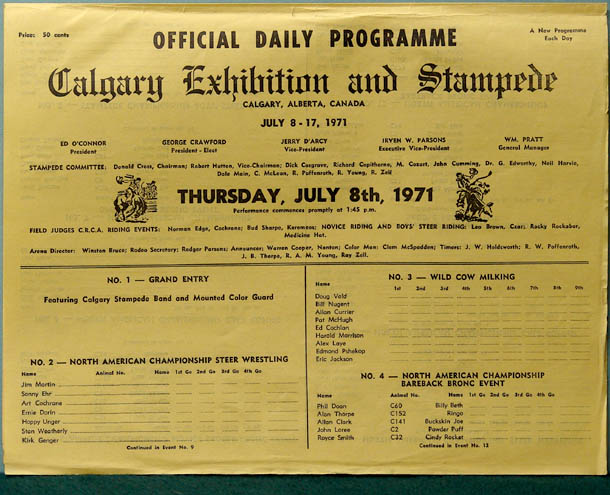 Price: 50 cents
OFFICIAL DAILY PROGRAMME
A New Programme
Each Day
Calgary Exhibition and Stampede
CALGARY, ALBERTA, CANADA
JULY 8 - 17, 1971
ED O'CONNOR
President
GEORGE CRAWFORD
President - Elect
JERRY D'ARCY
Vice-President
IRVEN W. PARSONS
Executive Vice-President
WM. PRATT
General Manager
STAMPEDE COMMITTEE: Donald Cross, Chairman; Robert Hutton, Vice-Chairman; Dick Cosgrave, Richard Copithorne, M. Cozart, John Cumming, Dr. G. Edworthy, Neil Harvie,
Dale Main, C. McLean, R. Puffenroth, R. Young, R. Zell
THURSDAY, JULY 8th, 1971
Performance commences promptly at 1:45 p.m.
FIELD JUDGES C.R.C.A. RIDING EVENTS: Norman Edge, Cochrane; Bud Sharpe, Keremeos; NOVICE RIDING AND BOYS' STEER RIDING: Leo Brown, Czar; Rocky Rockabar,
Medicine Hat.
Arena Director: Winston Bruce; Rodeo Secretary; Rodger Parsons; Announcer; Warren Cooper, Nanton; Color Man: Clem McSpadden; Timers: J. W. Holdsworth; R. W. Poffenroth,
J. B. Thorpe, R. A. M. Young, Ray Zell.
NO. 1 — GRAND ENTRY
Featuring Calgary Stampede Band and Mounted Color Guard
NO. 2 — NORTH AMERICAN CHAMPIONSHIP STEER WRESTLING
Name Animal No. Name 1st Go 2nd Go 3rd Go 4th Go
Jim Martin
Sonny Ehr
Art Cochrane
Ernie Dorin
Happy Unger
Stan Weatherly
Kirk Genger
Continued in Event No. 9
NO. 3 — WILD COW MILKING
Name 1st 2nd 3rd 4th 5th 6th 7th 8th 9th
Doug Vold
Bill Nugent
Allan Currier
Pat McHugh
Ed Cochlan
Harold Morrison
Alex Laye
Edmond Pshekop
Eric Jackson
NO. 4 — NORTH AMERICAN CHAMPIONSHIP
BAREBACK BRONC EVENT
Name Animal No. Name 1st Go 2nd Go 3rd Go 4th Go
Phil Doan C60 Billy Beth
Alan Thorpe C152 Ringo
Allan Clark C141 Buckskin Joe
John Loree C2 Powder Puff
Royce Smith C32 Cindy Rocket
Continued in Event No. 13